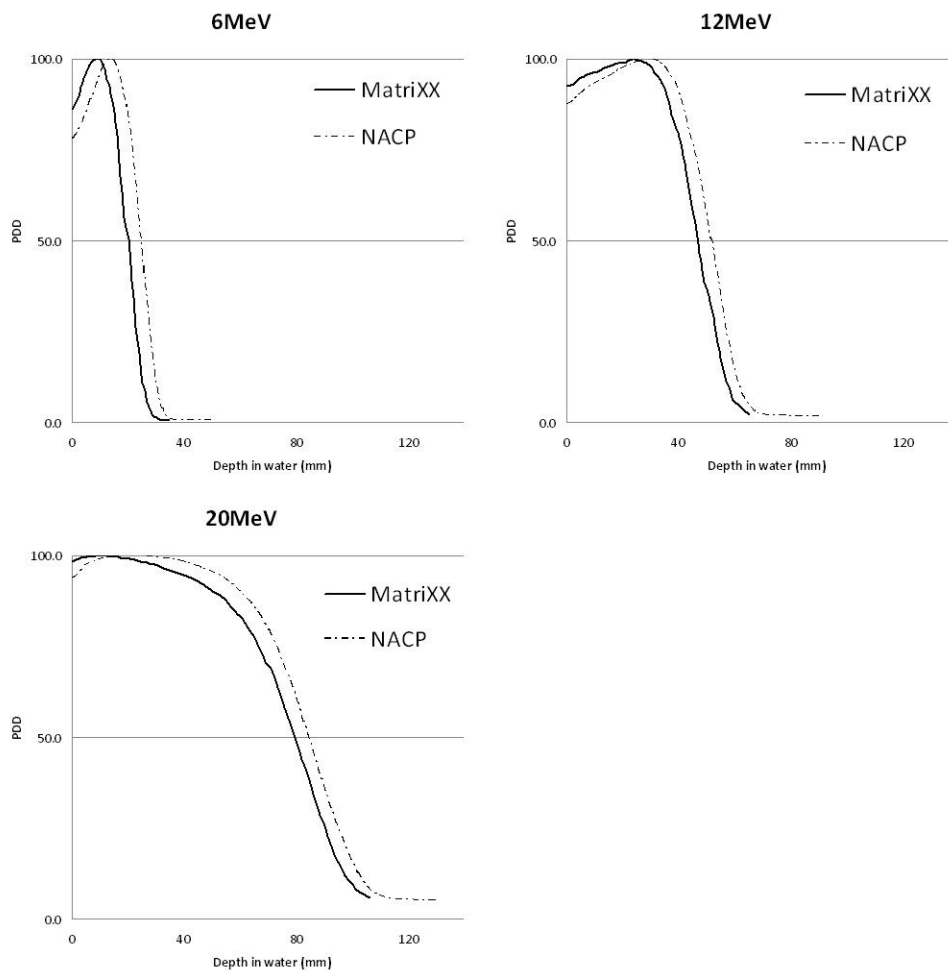 6MeV
100.0
MatriXX
NACP
PDD
50.0
0.0
0 40 80 120
Depth in water (mm)
12MeV
100.0
MatriXX
NACP
PDD
50.0
0.0
0 40 80 120
Depth in water (mm)
20MeV
100.0
MatriXX
NACP
PDD
50.0
0.0
0 40 80 120
Depth in water (mm)